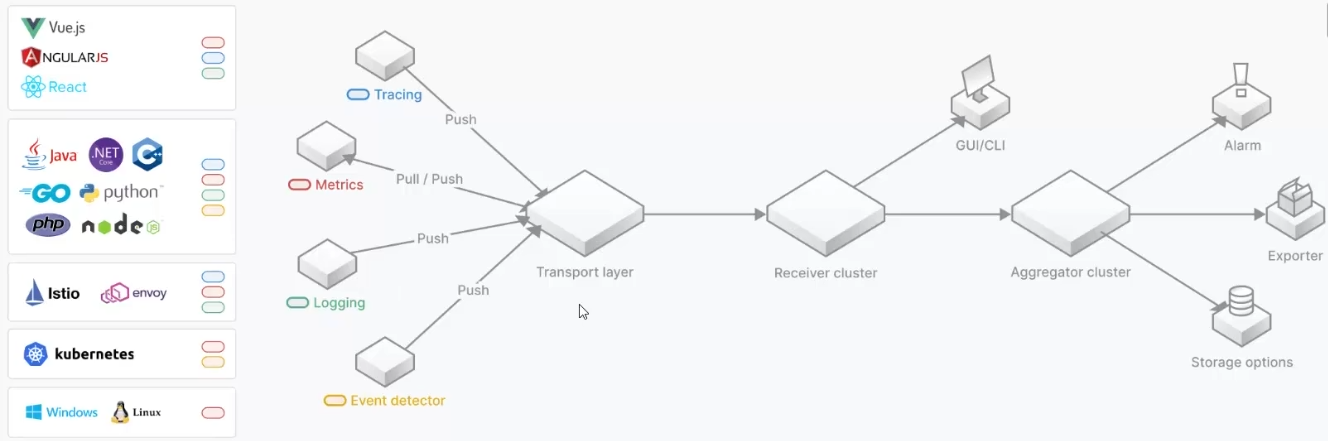 Vue.js
ANGULARJS
React
Java
.NET
Core
C++
GO
python
php
node
JS
Istio
envoy
kubernetes
Windows
Linux
Tracing
Push
Metrics
Pull / Push
Push
Logging
Push
Event detector
Transport layer
Receiver cluster
GUI/CLI
Aggregator cluster
Alarm
Exporter
Storage options